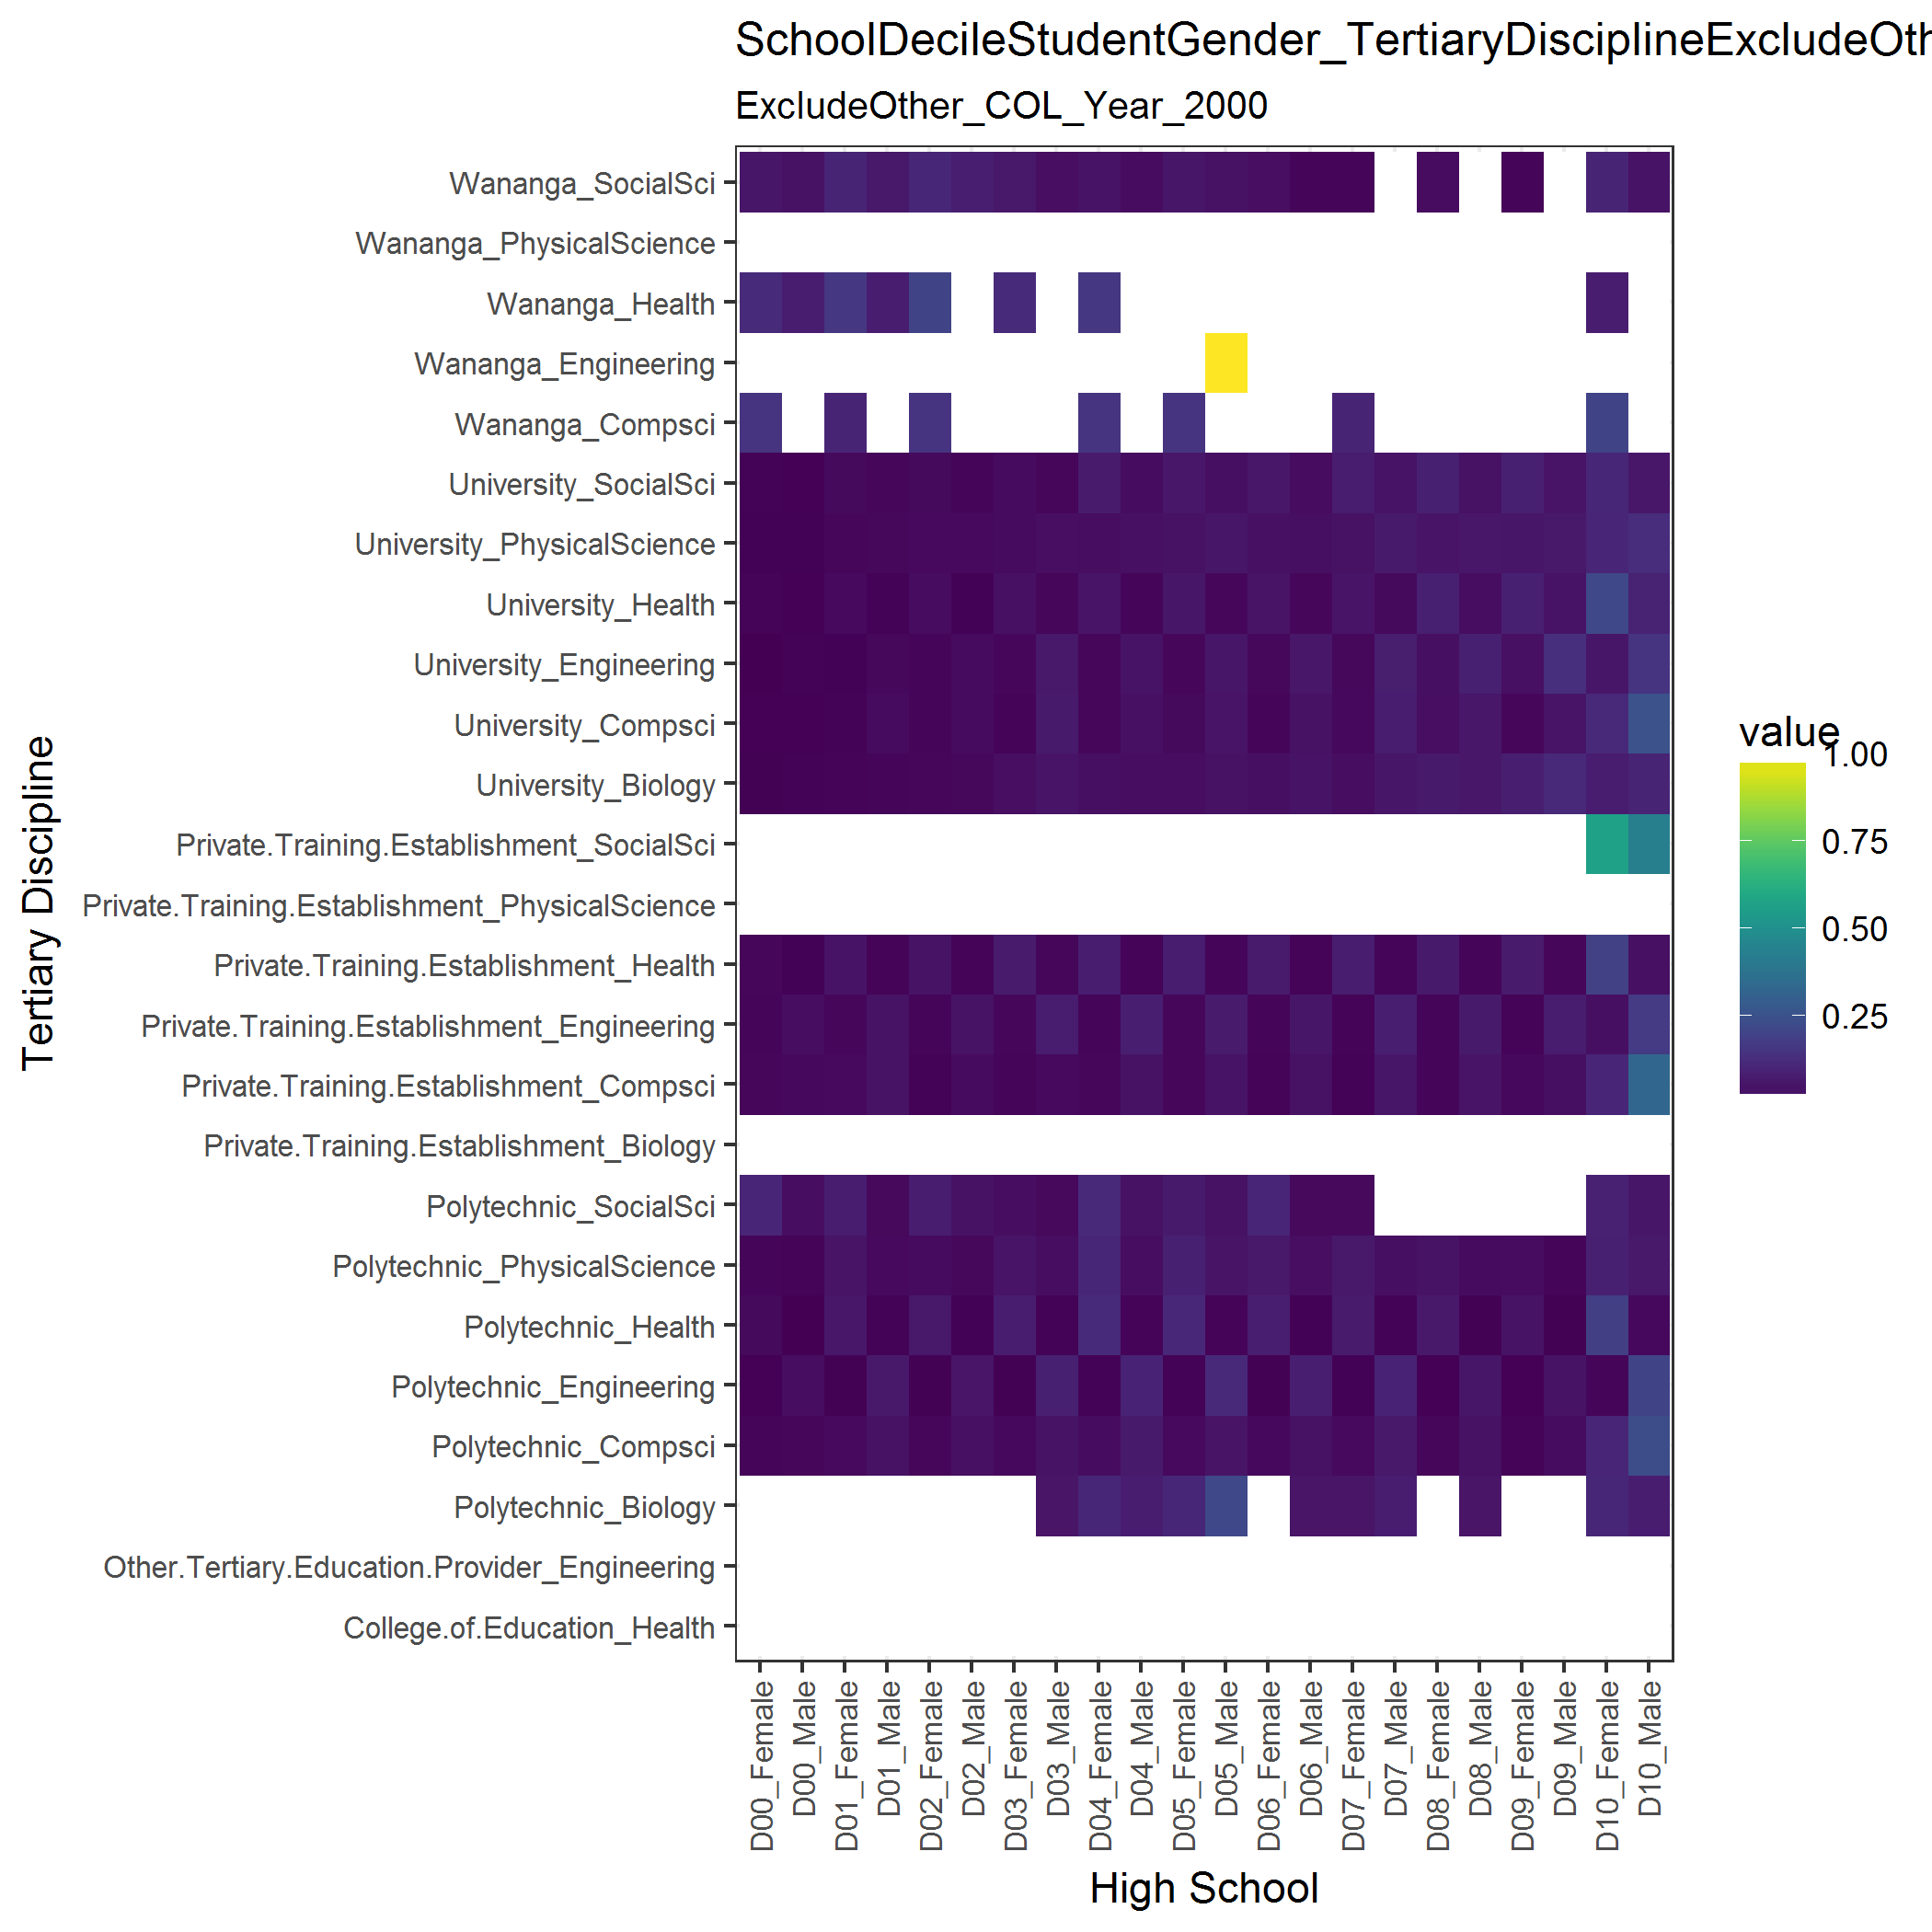 SchoolDecileStudentGender_TertiaryDisciplineExcludeOth
ExcludeOther_COL_Year_2000
Tertiary Discipline
Wananga_SocialSci
Wananga_PhysicalScience
Wananga_Health
Wananga_Engineering
Wananga_Compsci
University_SocialSci
University_PhysicalScience
University_Health
University_Engineering
University_Compsci
University_Biology
Private.Training.Establishment_SocialSci
Private.Training.Establishment_PhysicalScience
Private.Training.Establishment_Health
Private.Training.Establishment_Engineering
Private.Training.Establishment_Compsci
Private.Training.Establishment_Biology
Polytechnic_SocialSci
Polytechnic_PhysicalScience
Polytechnic_Health
Polytechnic_Engineering
Polytechnic_Compsci
Polytechnic_Biology
Other.Tertiary.Education.Provider_Engineering
College.of.Education_Health
D00_Female
D00_Male
D01_Female
D01_Male
D02_Female
D02_Male
D03_Female
D03_Male
D04_Female
D04_Male
D05_Female
D05_Male
D06_Female
D06_Male
D07_Female
D07_Male
D08_Female
D08_Male
D09_Female
D09_Male
D10_Female
D10_Male
High School
value
1.00
0.75
0.50
0.25